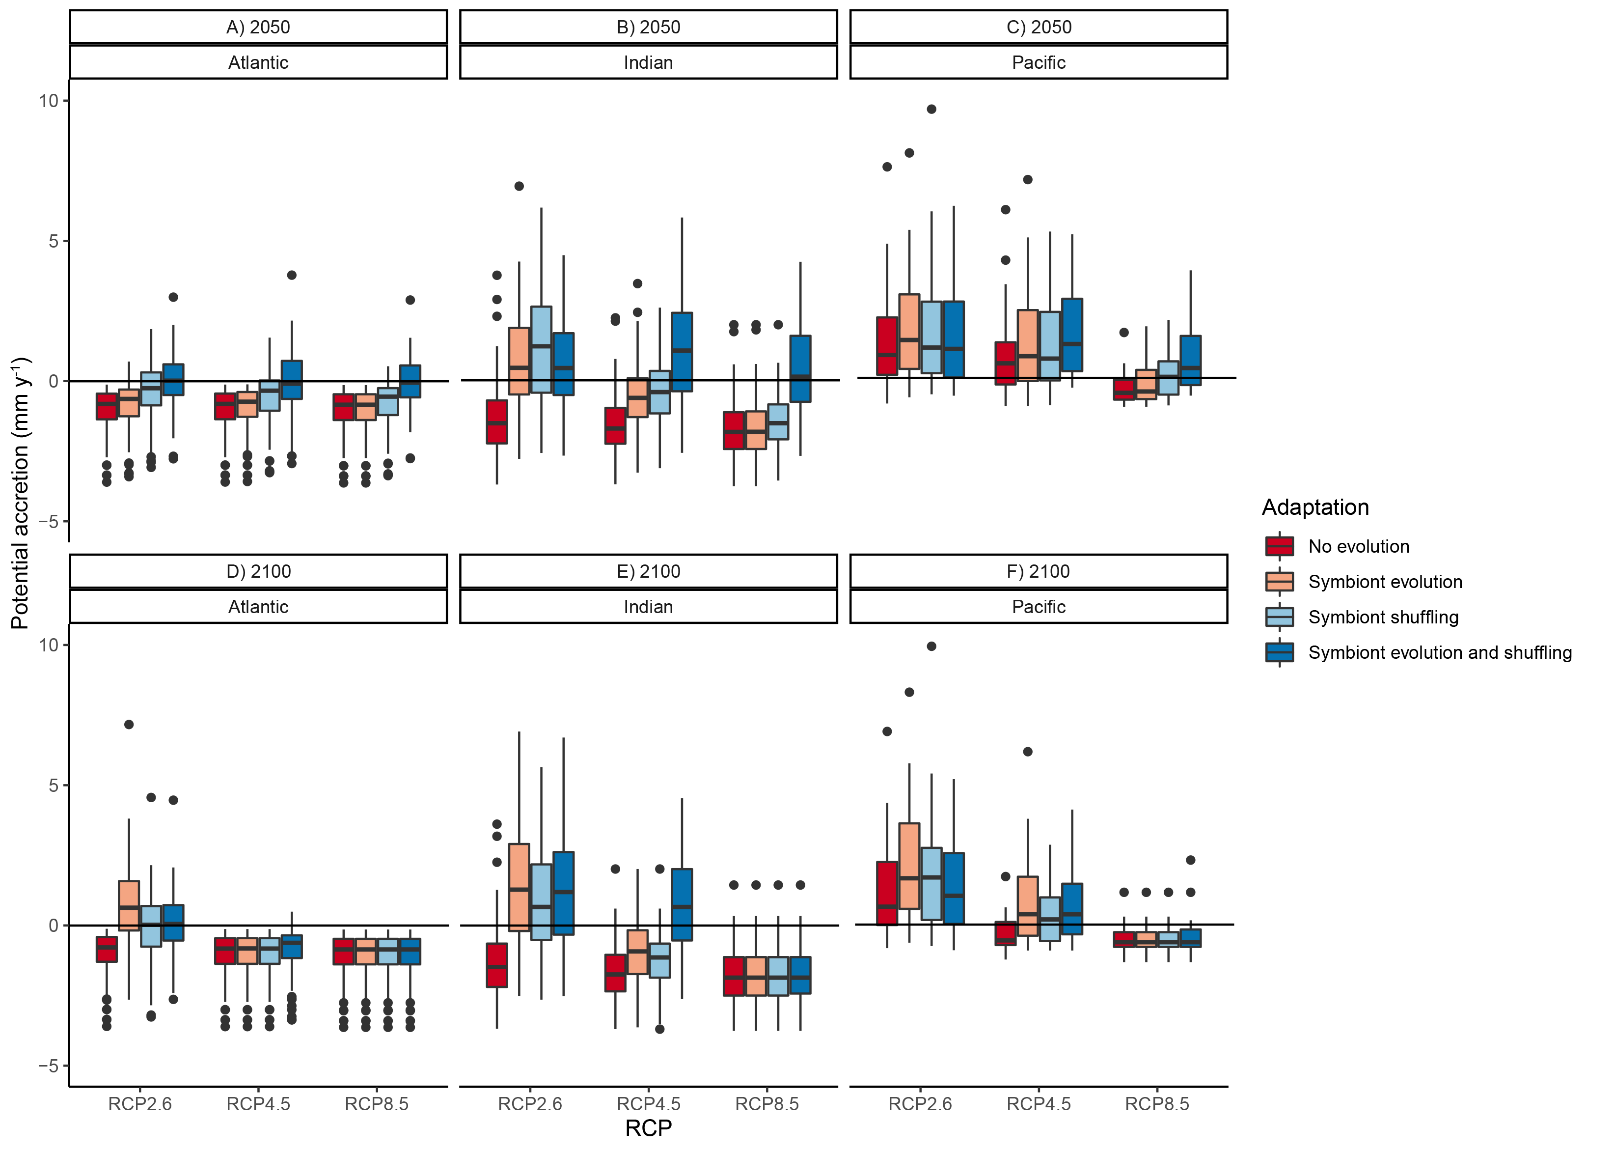 A) 2050
B) 2050
C) 2050
Atlantic
Indian
Pacific
10
5
0
−5
D) 2100
E) 2100
F) 2100
Atlantic
Indian
Pacific
10
5
0
−5
RCP2.6
RCP4.5
RCP8.5
RCP2.6
RCP4.5
RCP8.5
RCP2.6
RCP4.5
RCP8.5
RCP
Potential accretion (mm y⁻¹)
Adaptation
No evolution
Symbiont evolution
Symbiont shuffling
Symbiont evolution and shuffling